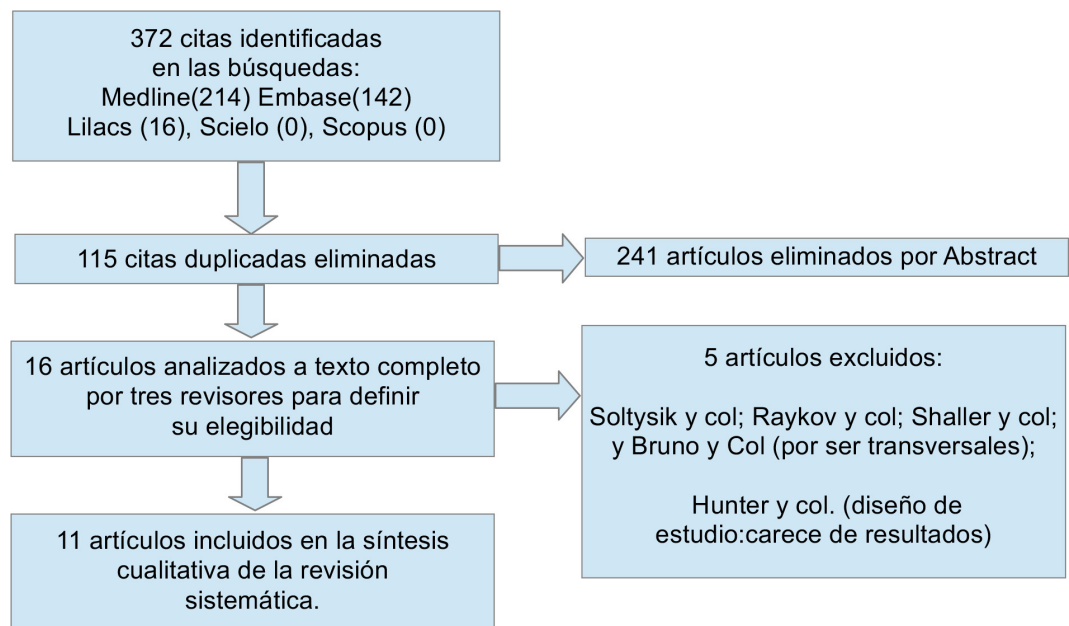 372 citas identificadas
en las búsquedas:
Medline(214) Embase(142)
Lilacs (16), Scielo (0), Scopus (0)
115 citas duplicadas eliminadas
241 artículos eliminados por Abstract
16 artículos analizados a texto completo
por tres revisores para definir
su elegibilidad
5 artículos excluidos:
Soltysik y col; Raykov y col; Shaller y col;
y Bruno y Col (por ser transversales);
Hunter y col. (diseño de
estudio:carece de resultados)
11 artículos incluidos en la síntesis
cualitativa de la revisión
sistemática.